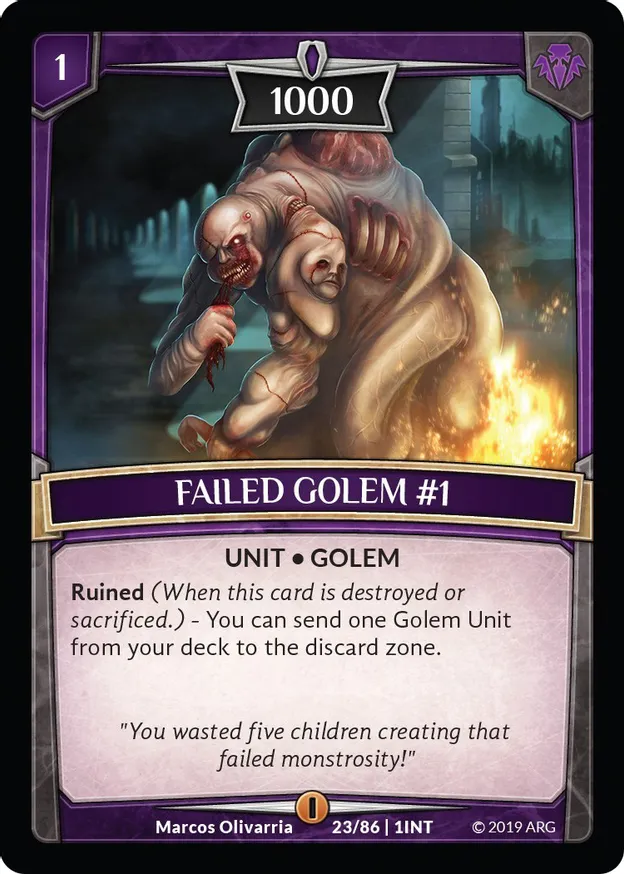 1
1000
FAILED GOLEM #1
UNIT • GOLEM
Ruined (When this card is destroyed or
sacrificed.) - You can send one Golem Unit
from your deck to the discard zone.
"You wasted five children creating that
failed monstrosity!"
I
Marcos Olivarria 23/86 | 1INT © 2019 ARG